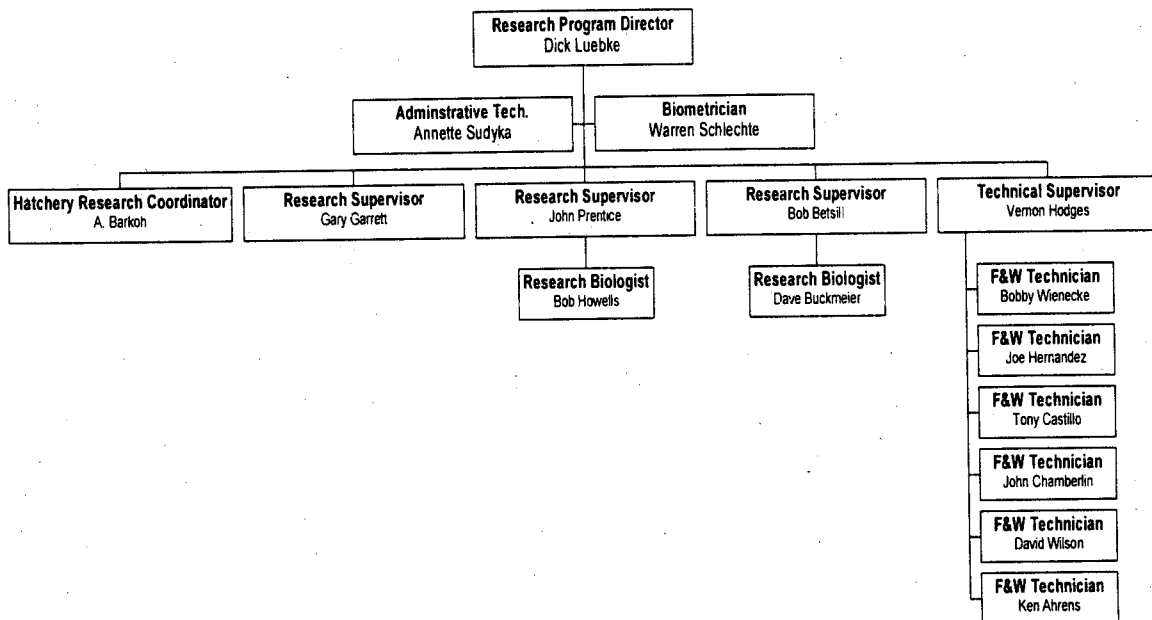 Research Program Director
Dick Luebke
Adminstrative Tech.
Annette Sudyka
Biometrician
Warren Schlechte
Hatchery Research Coordinator
A. Barkoh
Research Supervisor
Gary Garrett
Research Supervisor
John Prentice
Research Supervisor
Bob Betsill
Technical Supervisor
Vernon Hodges
Research Biologist
Bob Howells
Research Biologist
Dave Buckmeier
F&W Technician
Bobby Wienecke
F&W Technician
Joe Hernandez
F&W Technician
Tony Castillo
F&W Technician
John Chamberlin
F&W Technician
David Wilson
F&W Technician
Ken Ahrens